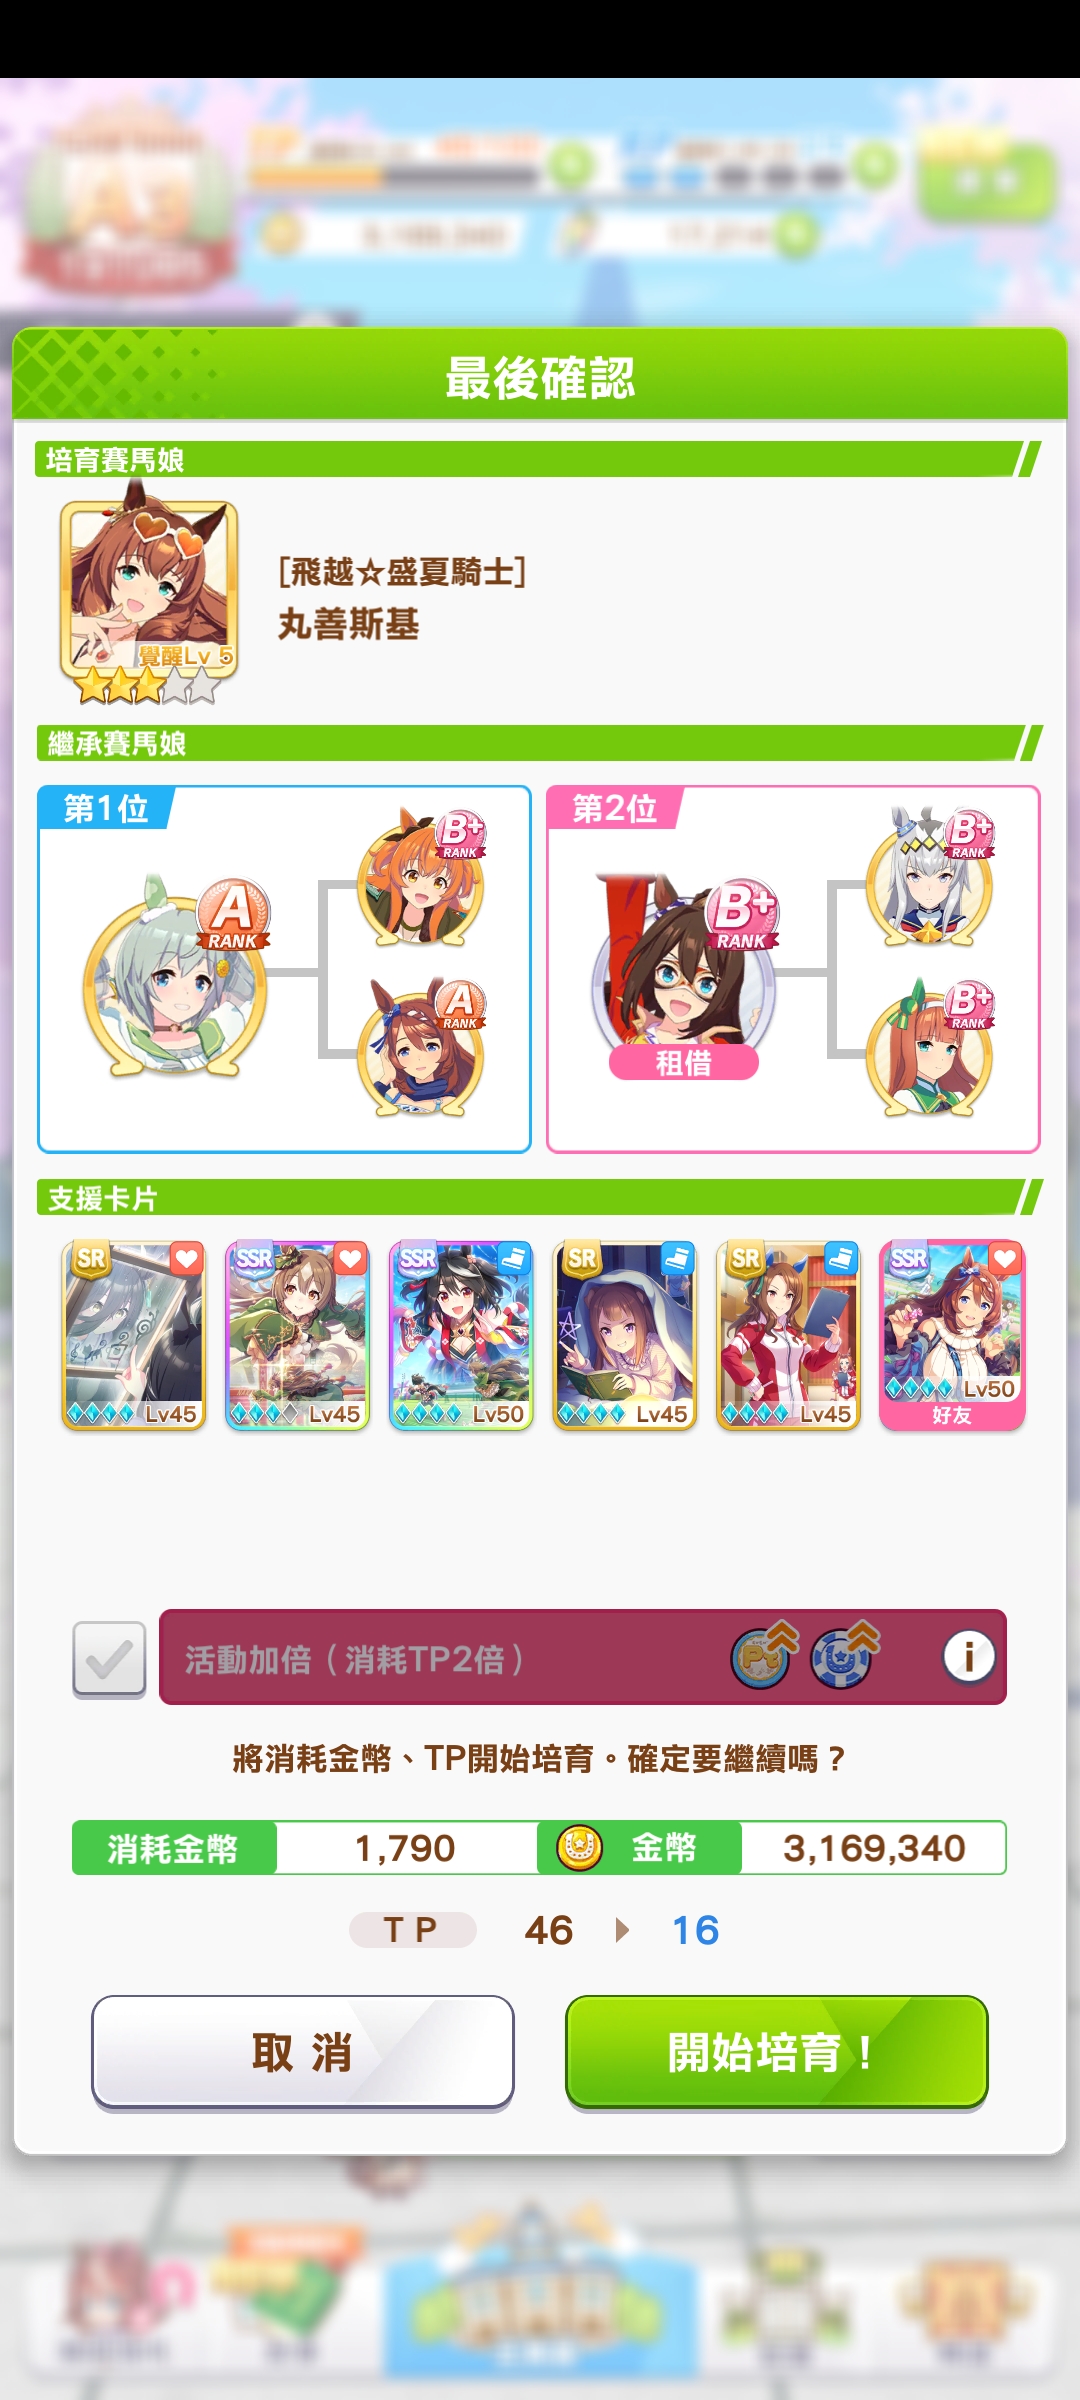 最後確認
培育賽馬娘
[飛越☆盛夏騎士]
丸善斯基
覺醒Lv 5
繼承賽馬娘
第1位
A
RANK
B+
RANK
A
RANK
第2位
B+
RANK
租借
B+
RANK
B+
RANK
支援卡片
SR
Lv45
SSR
Lv45
SSR
Lv50
SR
Lv45
SR
Lv45
SSR
Lv50
好友
活動加倍（消耗TP2倍）
Pt
i
將消耗金幣、TP開始培育。確定要繼續嗎？
消耗金幣 1,790 金幣 3,169,340
TP 46 16
取消
開始培育！